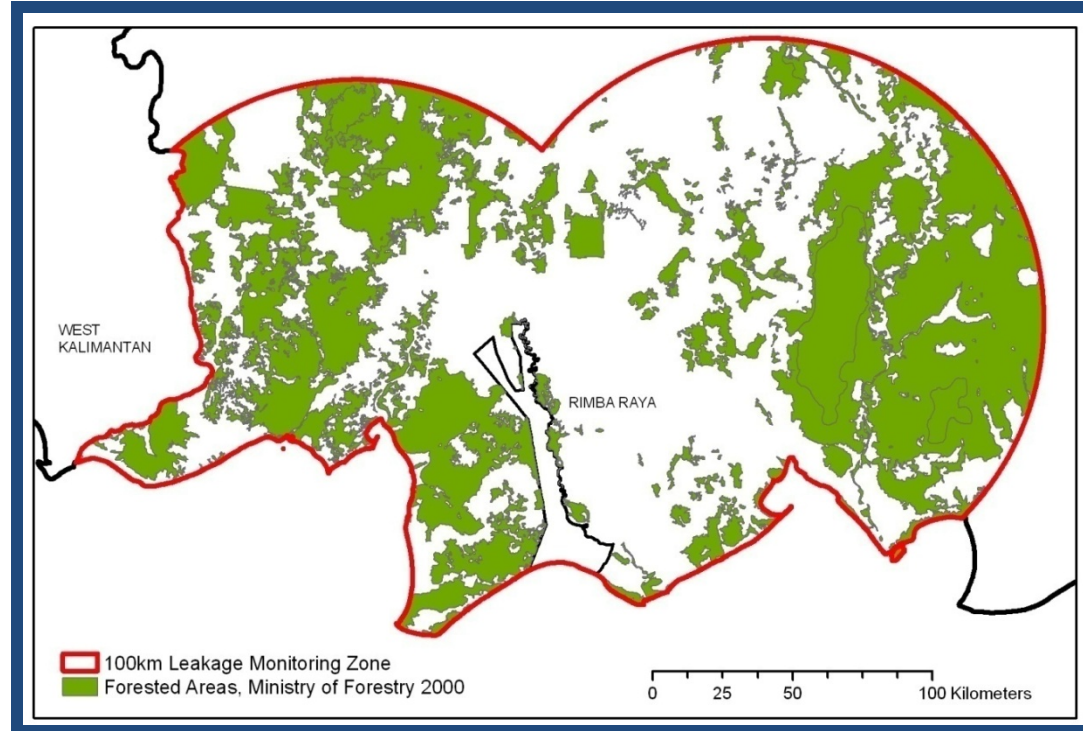 WEST
KALIMANTAN
RIMBA RAYA
100km Leakage Monitoring Zone
Forested Areas, Ministry of Forestry 2000
0 25 50 100 Kilometers